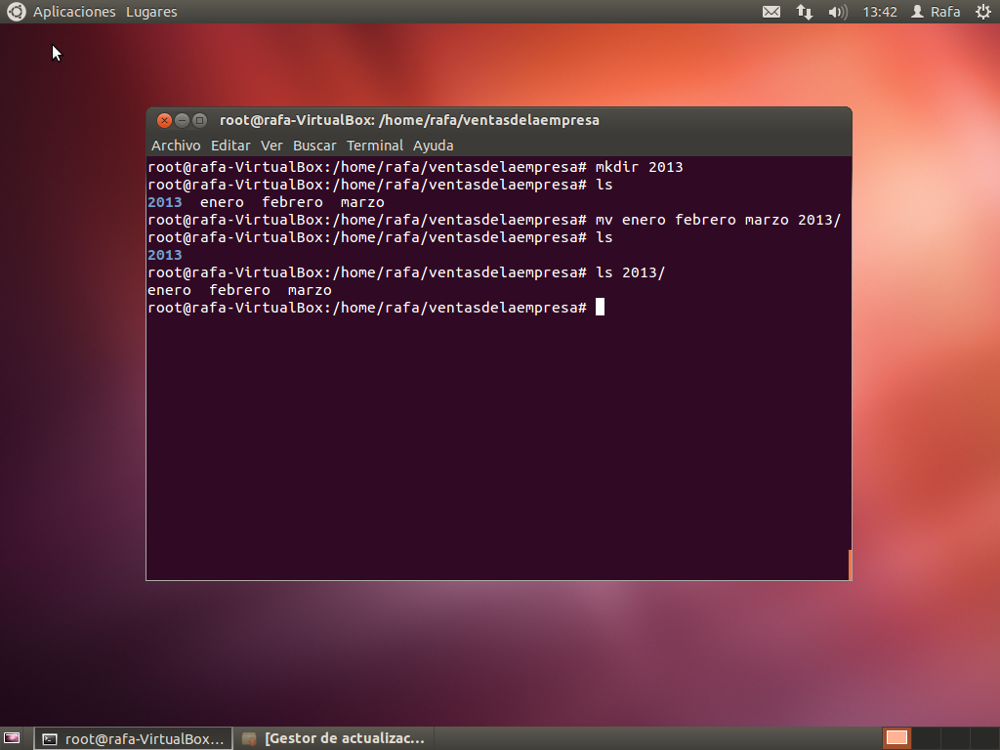 Aplicaciones Lugares 13:42 Rafa
root@rafa-VirtualBox: /home/rafa/ventasdelaempresa
Archivo Editar Ver Buscar Terminal Ayuda
root@rafa-VirtualBox:/home/rafa/ventasdelaempresa# mkdir 2013
root@rafa-VirtualBox:/home/rafa/ventasdelaempresa# ls
2013  enero  febrero  marzo
root@rafa-VirtualBox:/home/rafa/ventasdelaempresa# mv enero febrero marzo 2013/
root@rafa-VirtualBox:/home/rafa/ventasdelaempresa# ls
2013
root@rafa-VirtualBox:/home/rafa/ventasdelaempresa# ls 2013/
enero  febrero  marzo
root@rafa-VirtualBox:/home/rafa/ventasdelaempresa#
root@rafa-VirtualBox... [Gestor de actualizac...